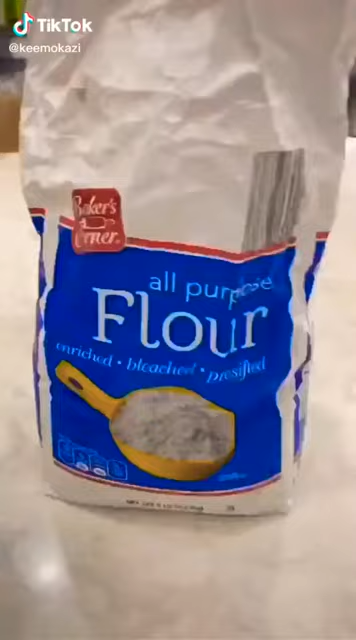 TikTok
@keemokazi
Baker's
Corner
all purpose
Flour
enriched • bleached • presifted